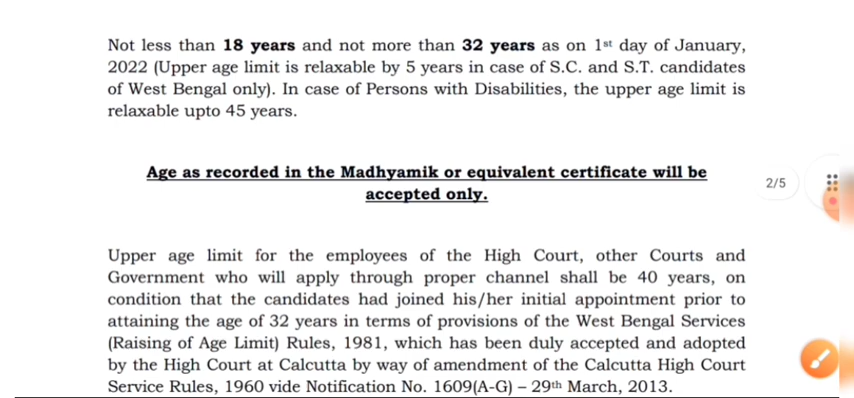 Not less than 18 years and not more than 32 years as on 1st day of January,
2022 (Upper age limit is relaxable by 5 years in case of S.C. and S.T. candidates
of West Bengal only). In case of Persons with Disabilities, the upper age limit is
relaxable upto 45 years.
Age as recorded in the Madhyamik or equivalent certificate will be
accepted only.
2/5
Upper age limit for the employees of the High Court, other Courts and
Government who will apply through proper channel shall be 40 years, on
condition that the candidates had joined his/her initial appointment prior to
attaining the age of 32 years in terms of provisions of the West Bengal Services
(Raising of Age Limit) Rules, 1981, which has been duly accepted and adopted
by the High Court at Calcutta by way of amendment of the Calcutta High Court
Service Rules, 1960 vide Notification No. 1609(A-G) – 29th March, 2013.